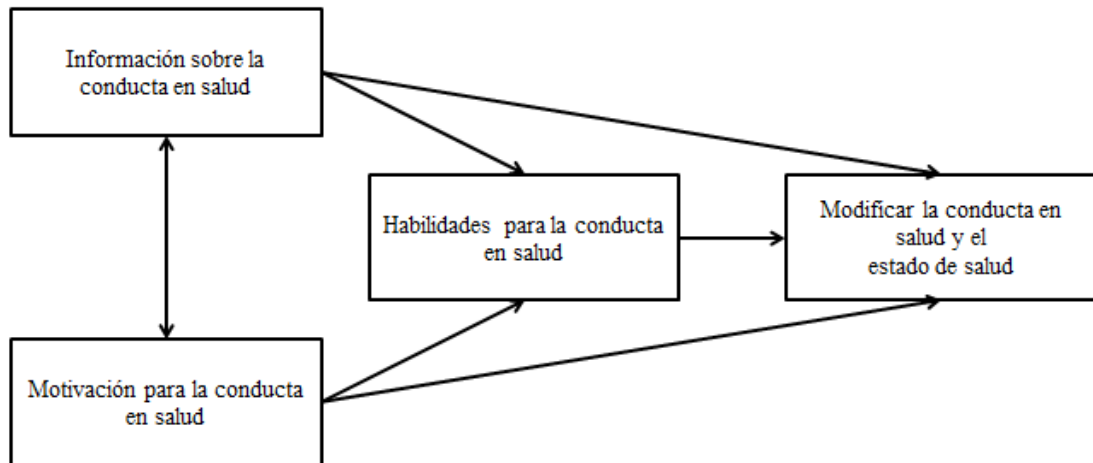 Información sobre la
conducta en salud
Habilidades para la conducta
en salud
Modificar la conducta en
salud y el
estado de salud
Motivación para la conducta
en salud